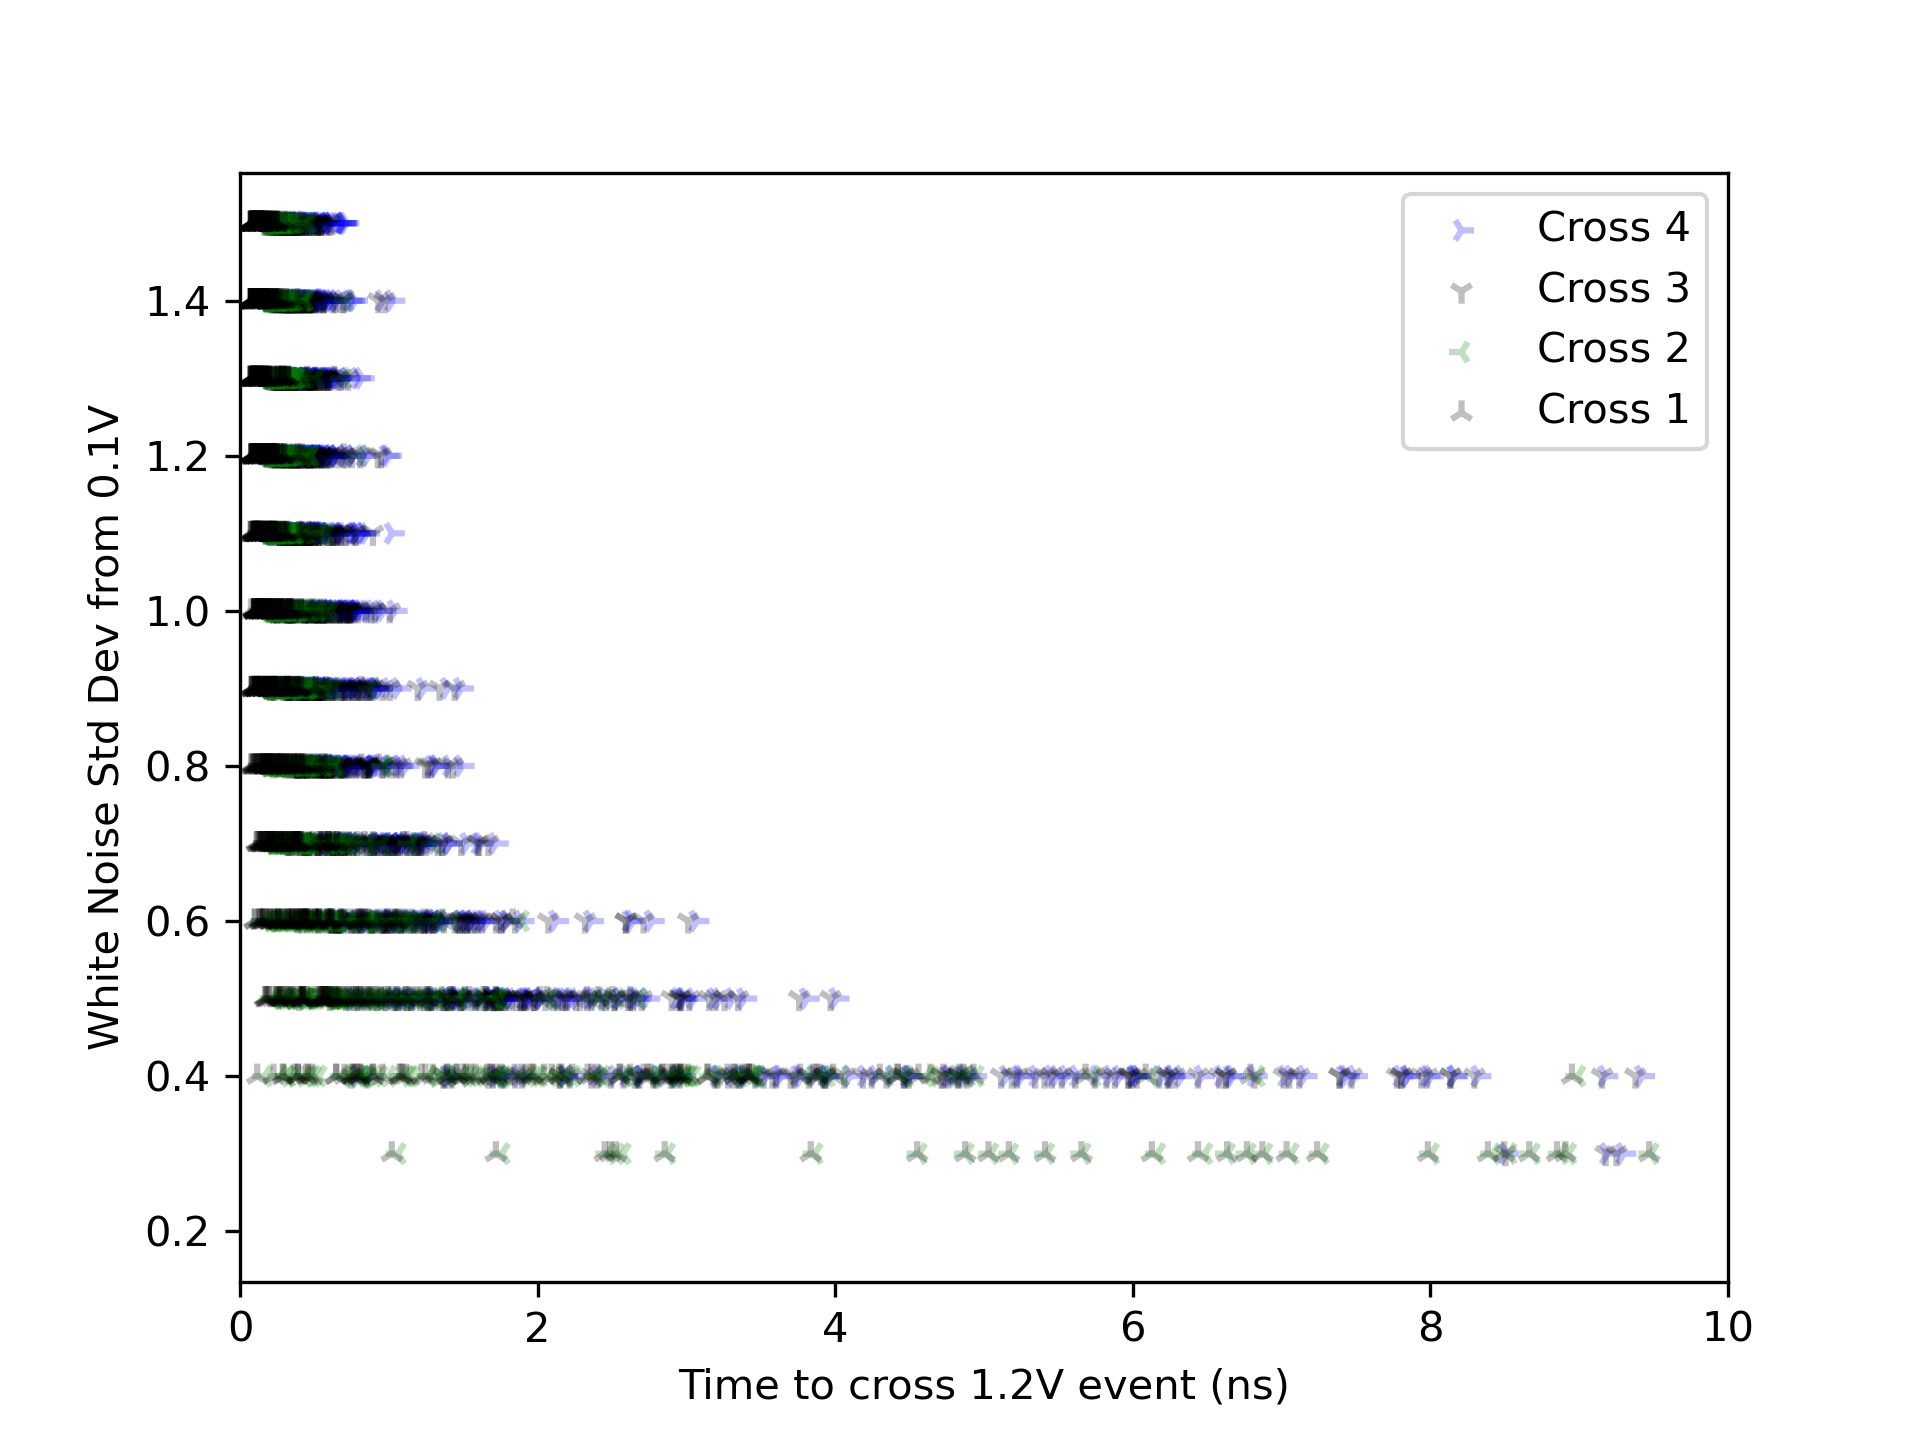 Cross 4
Cross 3
Cross 2
Cross 1
White Noise Std Dev from 0.1V
1.4
1.2
1.0
0.8
0.6
0.4
0.2
0 2 4 6 8 10
Time to cross 1.2V event (ns)